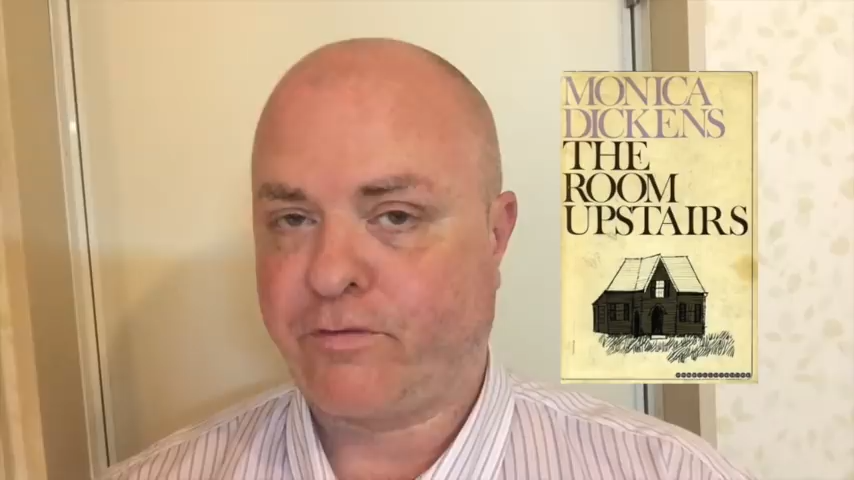 MONICA
DICKENS
THE
ROOM
UPSTAIRS